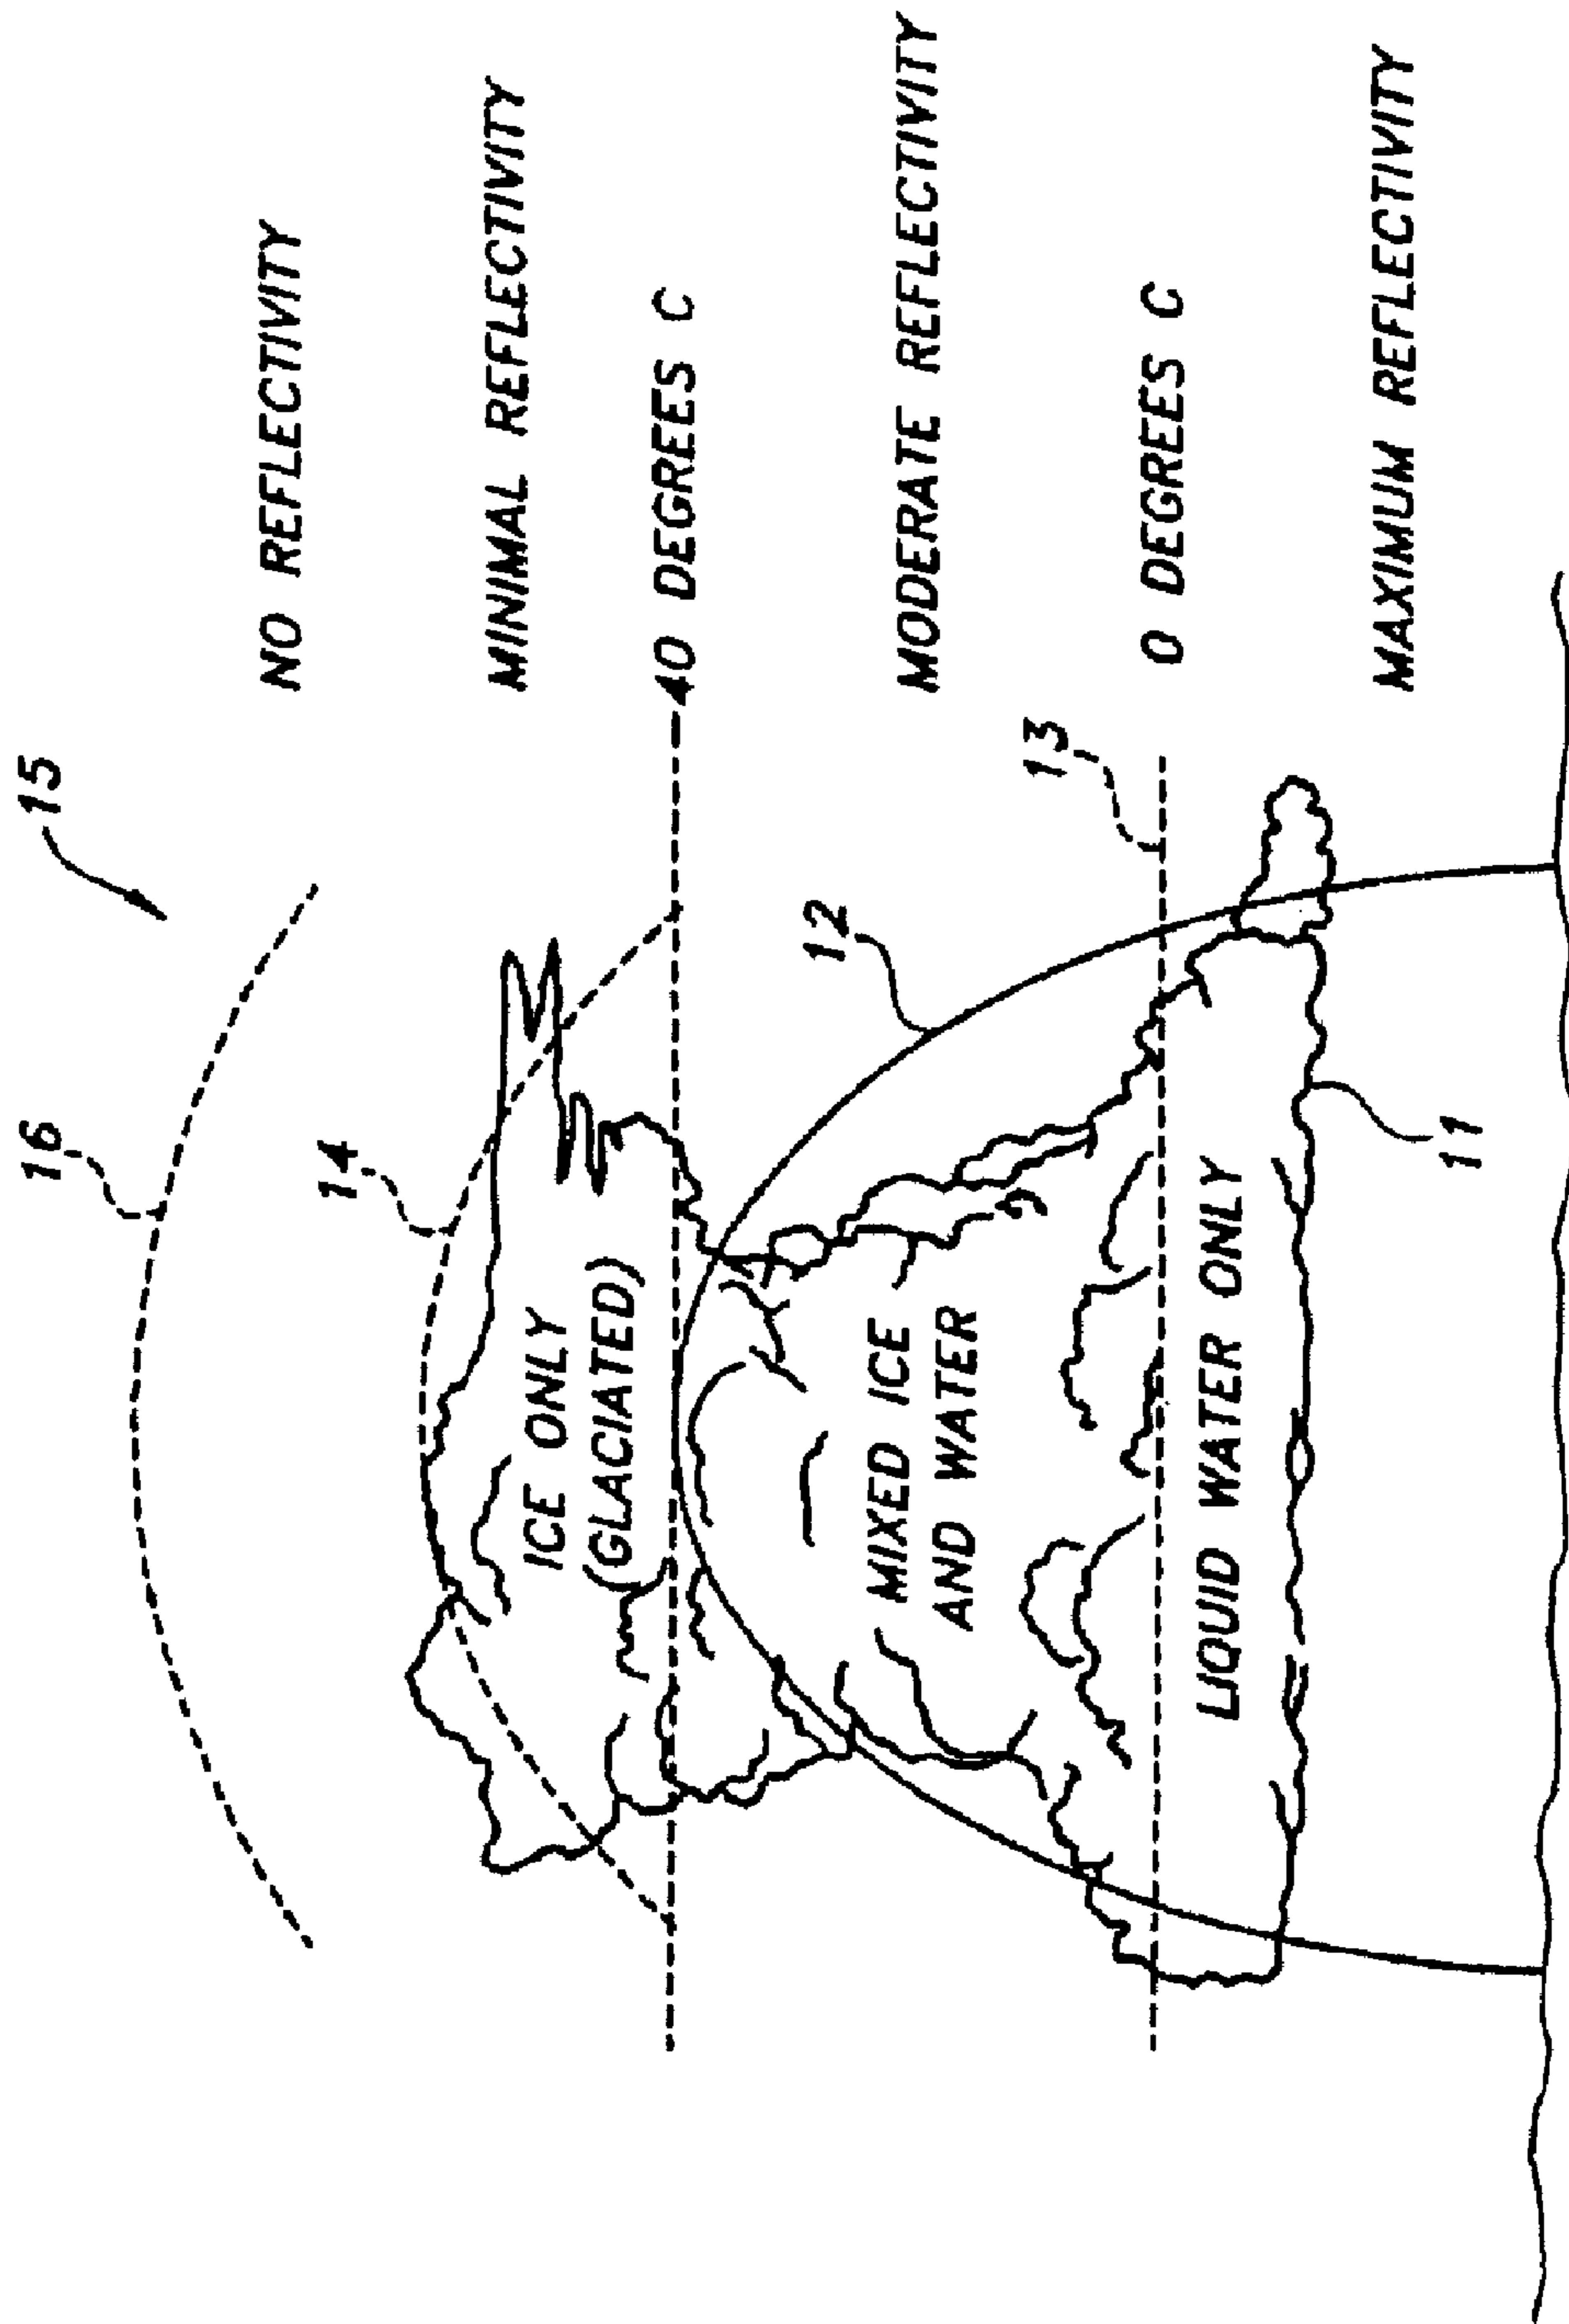 16
15
NO REFLECTIVITY
14
MINIMAL REFLECTIVITY
ICE ONLY
(GLACIATED)
-40 DEGREES C
12
MIXED ICE
AND WATER
MODERATE REFLECTIVITY
13
0 DEGREES C
LIQUID WATER ONLY
MAXIMUM REFLECTIVITY
11